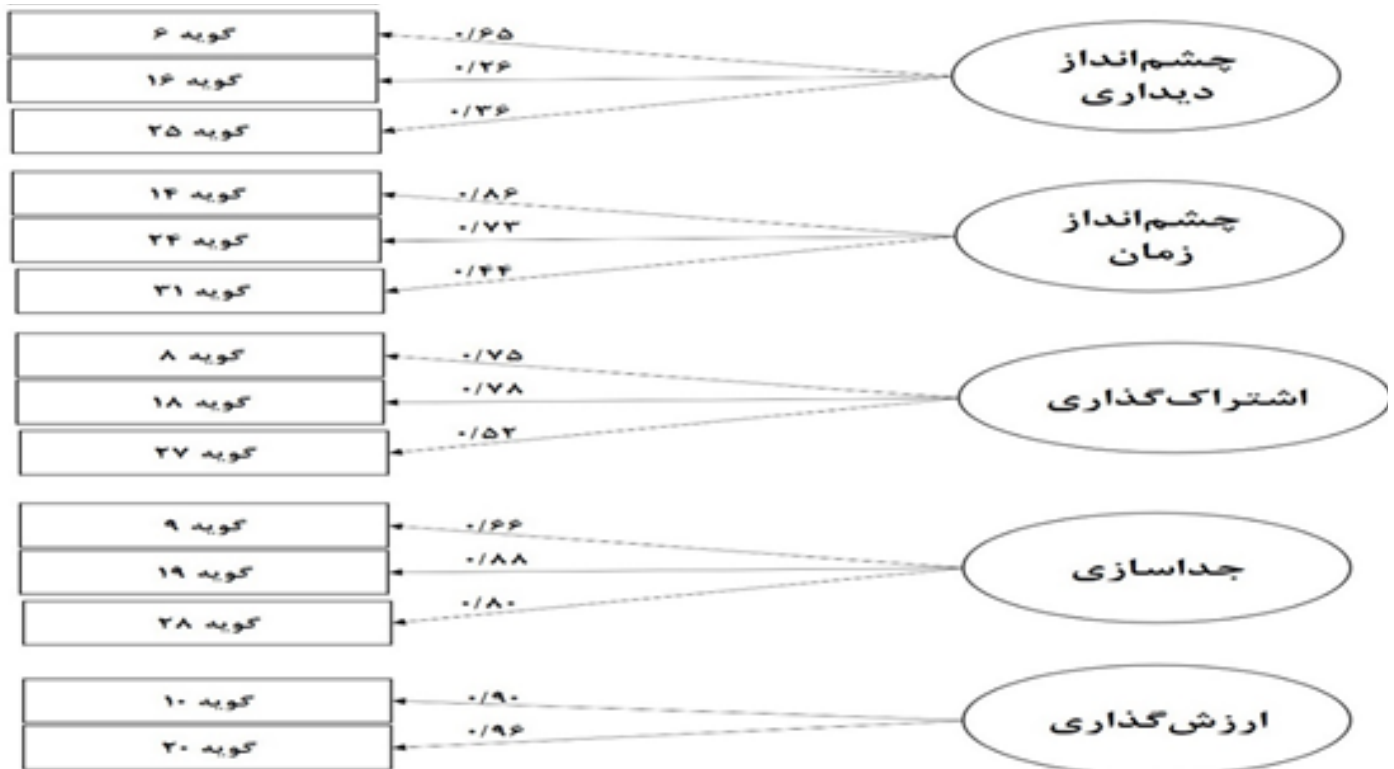 چشم‌انداز
دیداری
۰/۶۵
گویه ۶
۰/۲۶
گویه ۱۶
۰/۳۶
گویه ۲۵
چشم‌انداز
زمان
۰/۸۶
گویه ۱۴
۰/۷۳
گویه ۲۴
۰/۴۴
گویه ۳۱
اشتراک‌گذاری
۰/۷۵
گویه ۸
۰/۷۸
گویه ۱۸
۰/۵۲
گویه ۲۷
جداسازی
۰/۶۶
گویه ۹
۰/۸۸
گویه ۱۹
۰/۸۰
گویه ۲۸
ارزش‌گذاری
۰/۹۰
گویه ۱۰
۰/۹۶
گویه ۲۰